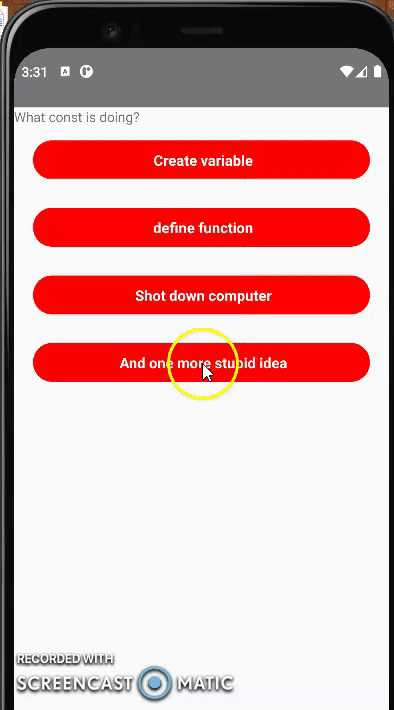 3:31
What const is doing?
Create variable
define function
Shot down computer
And one more stupid idea
RECORDED WITH
SCREENCAST MATIC